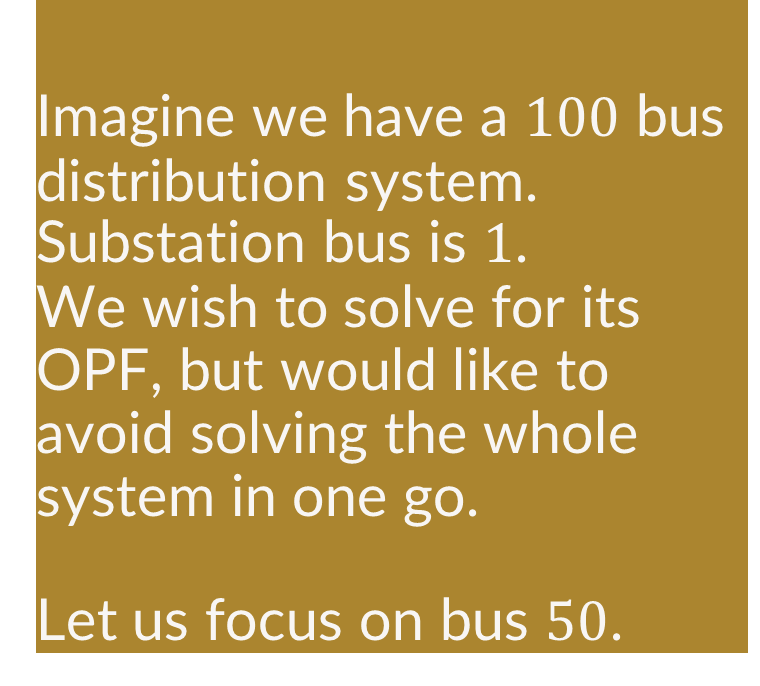 Imagine we have a 100 bus
distribution system.
Substation bus is 1.
We wish to solve for its
OPF, but would like to
avoid solving the whole
system in one go.
Let us focus on bus 50.